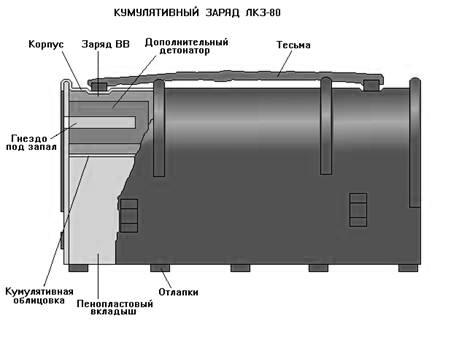 КУМУЛЯТИВНЫЙ ЗАРЯД ЛКЗ-80
Корпус
Заряд ВВ
Дополнительный
детонатор
Тесьма
Гнездо
под запал
Кумулятивная
облицовка
Пенопластовый
вкладыш
Отлапки